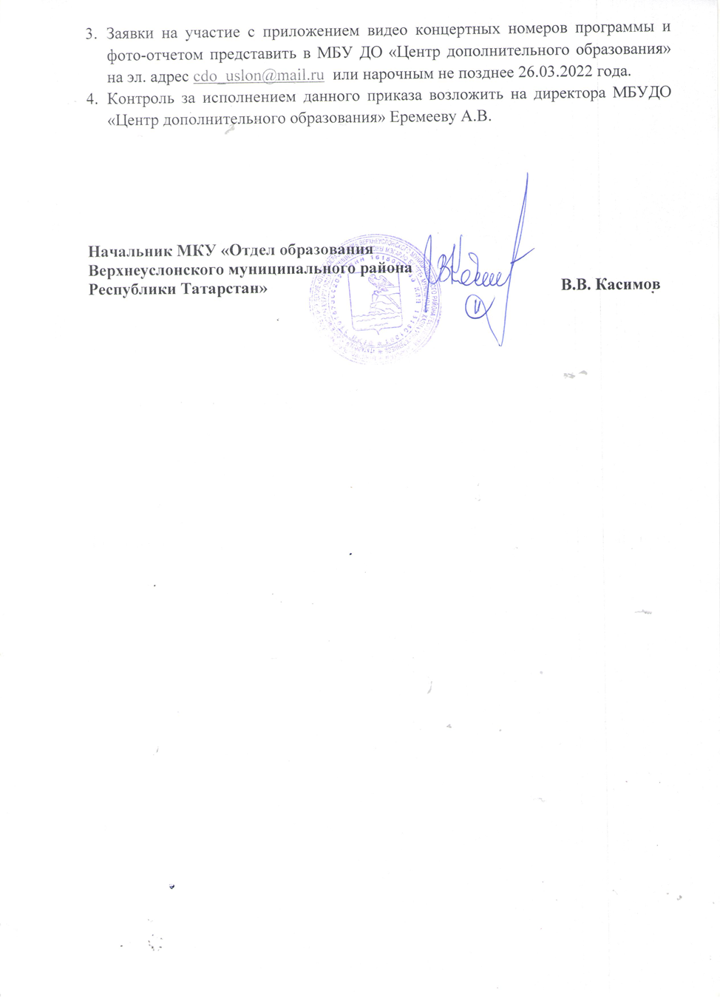 3. Заявки на участие с приложением видео концертных номеров программы и
фото-отчетом представить в МБУ ДО «Центр дополнительного образования»
на эл. адрес cdo_uslon@mail.ru или нарочным не позднее 26.03.2022 года.
4. Контроль за исполнением данного приказа возложить на директора МБУДО
«Центр дополнительного образования» Еремееву А.В.
Начальник МКУ «Отдел образования
Верхнеуслонского муниципального района
Республики Татарстан»
В.В. Касимов